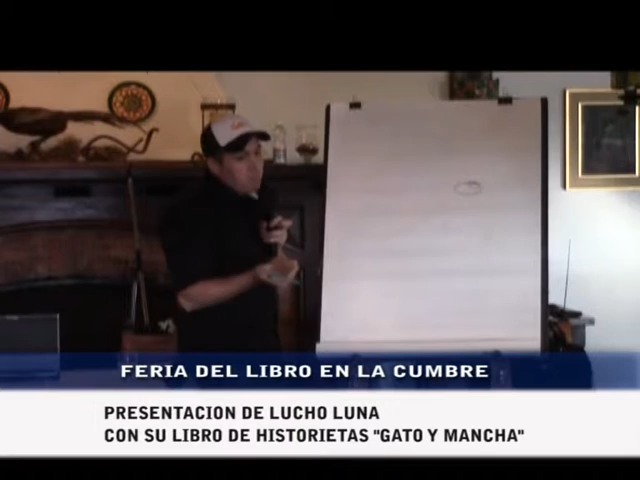 FERIA DEL LIBRO EN LA CUMBRE
PRESENTACION DE LUCHO LUNA
CON SU LIBRO DE HISTORIETAS "GATO Y MANCHA"